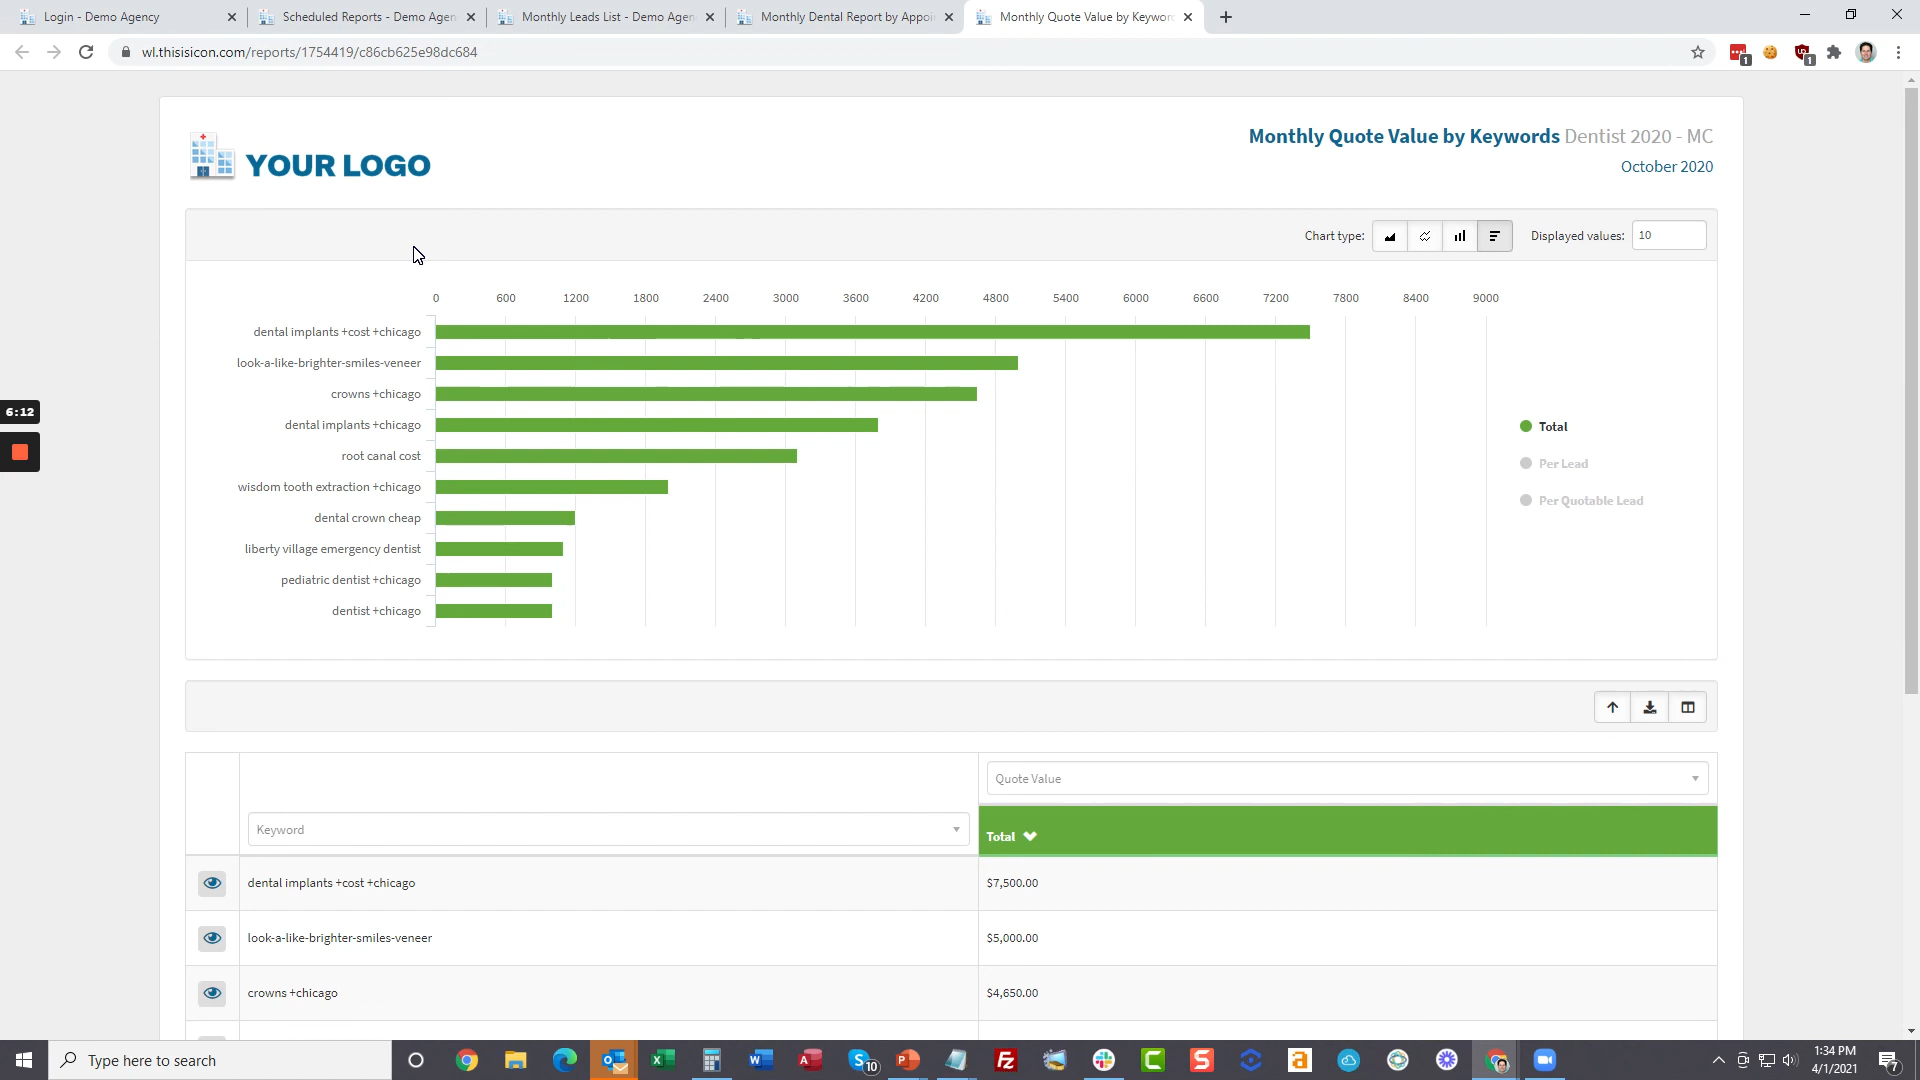 Login - Demo Agency
Scheduled Reports - Demo Agen
Monthly Leads List - Demo Agen
Monthly Dental Report by Appoi
Monthly Quote Value by Keyword
wl.thisisicon.com/reports/1754419/c86cb625e98dc684
1
1
YOUR LOGO
Monthly Quote Value by Keywords Dentist 2020 - MC
October 2020
Chart type:
Displayed values: 10
0 600 1200 1800 2400 3000 3600 4200 4800 5400 6000 6600 7200 7800 8400 9000
dental implants +cost +chicago
look-a-like-brighter-smiles-veneer
crowns +chicago
dental implants +chicago
root canal cost
wisdom tooth extraction +chicago
dental crown cheap
liberty village emergency dentist
pediatric dentist +chicago
dentist +chicago
Total
Per Lead
Per Quotable Lead
6:12
Quote Value
Keyword
Total
dental implants +cost +chicago $7,500.00
look-a-like-brighter-smiles-veneer $5,000.00
crowns +chicago $4,650.00
Type here to search
10
1:34 PM
4/1/2021
7